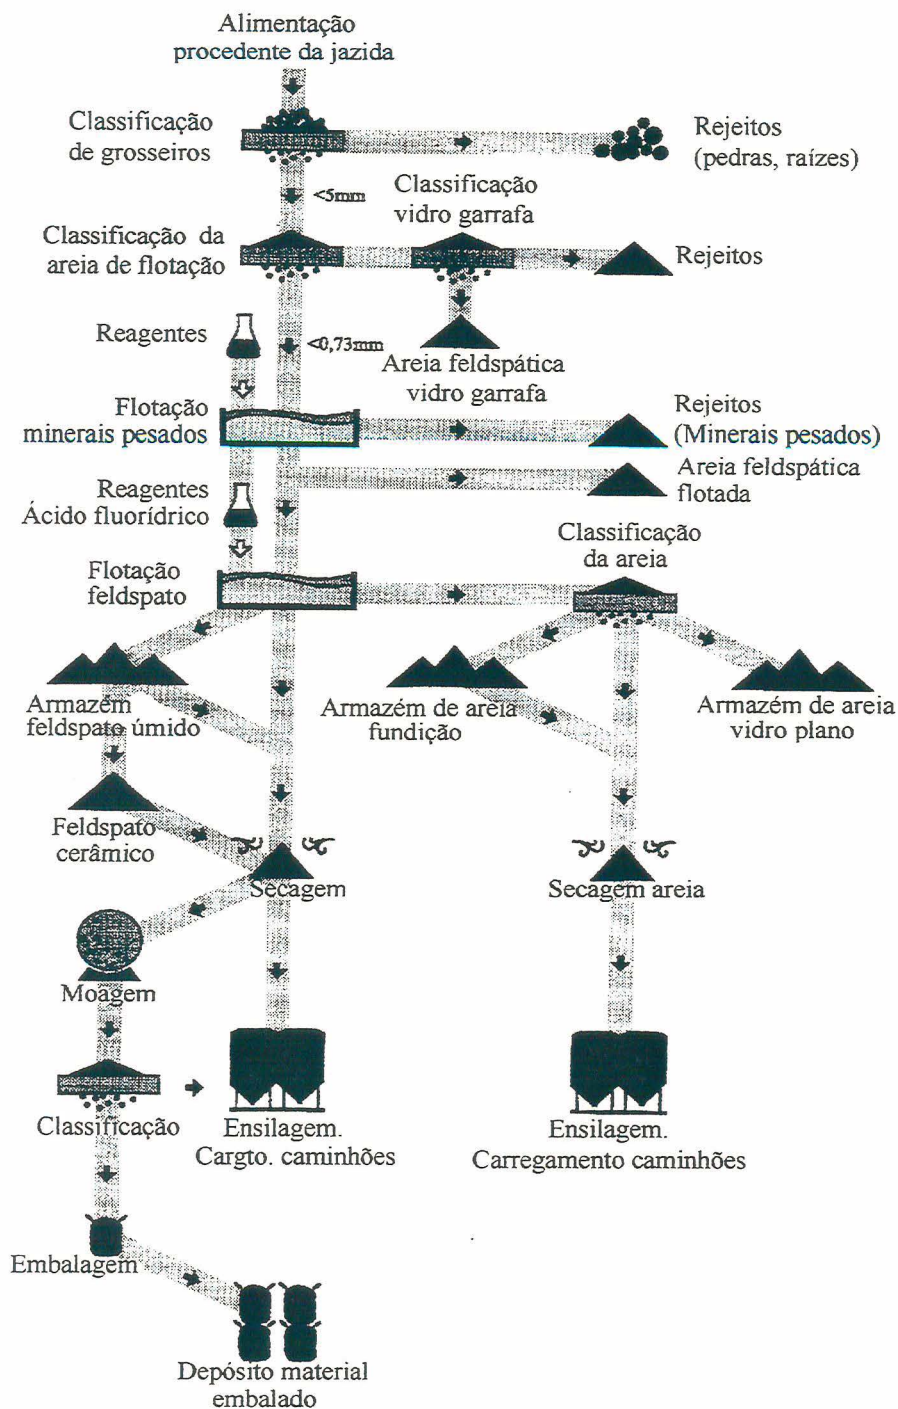 Alimentação
procedente da jazida
Classificação
de grosseiros
Rejeitos
(pedras, raízes)
<5mm
Classificação
vidro garrafa
Classificação da
areia de flotação
Rejeitos
Reagentes
<0,73mm
Areia feldspática
vidro garrafa
Flotação
minerais pesados
Rejeitos
(Minerais pesados)
Areia feldspática
flotada
Reagentes
Ácido fluorídrico
Classificação
da areia
Flotação
feldspato
Armazém
feldspato úmido
Armazém de areia
fundição
Armazém de areia
vidro plano
Feldspato
cerâmico
Secagem
Secagem areia
Moagem
Classificação
Ensilagem.
Cargto. caminhões
Ensilagem.
Carregamento caminhões
Embalagem
Depósito material
embalado